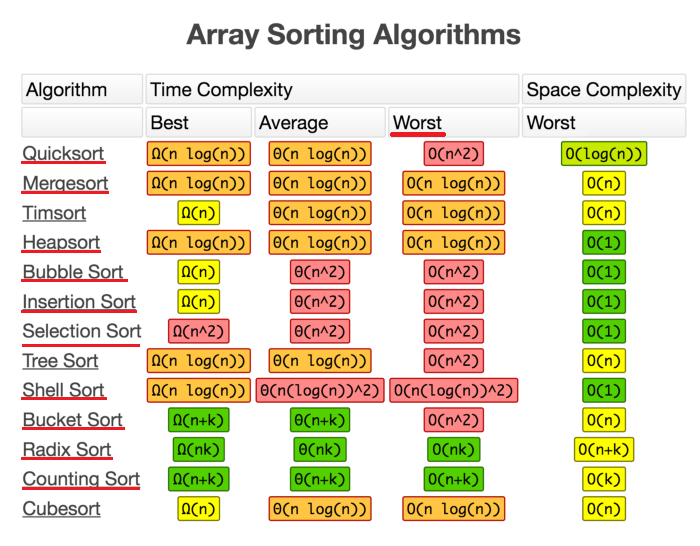 Array Sorting Algorithms
Algorithm Time Complexity Space Complexity
Best Average Worst Worst
Quicksort Ω(n log(n)) Θ(n log(n)) O(n^2) O(log(n))
Mergesort Ω(n log(n)) Θ(n log(n)) O(n log(n)) O(n)
Timsort Ω(n) Θ(n log(n)) O(n log(n)) O(n)
Heapsort Ω(n log(n)) Θ(n log(n)) O(n log(n)) O(1)
Bubble Sort Ω(n) Θ(n^2) O(n^2) O(1)
Insertion Sort Ω(n) Θ(n^2) O(n^2) O(1)
Selection Sort Ω(n^2) Θ(n^2) O(n^2) O(1)
Tree Sort Ω(n log(n)) Θ(n log(n)) O(n^2) O(n)
Shell Sort Ω(n log(n)) Θ(n(log(n))^2) O(n(log(n))^2) O(1)
Bucket Sort Ω(n+k) Θ(n+k) O(n^2) O(n)
Radix Sort Ω(nk) Θ(nk) O(nk) O(n+k)
Counting Sort Ω(n+k) Θ(n+k) O(n+k) O(k)
Cubesort Ω(n) Θ(n log(n)) O(n log(n)) O(n)